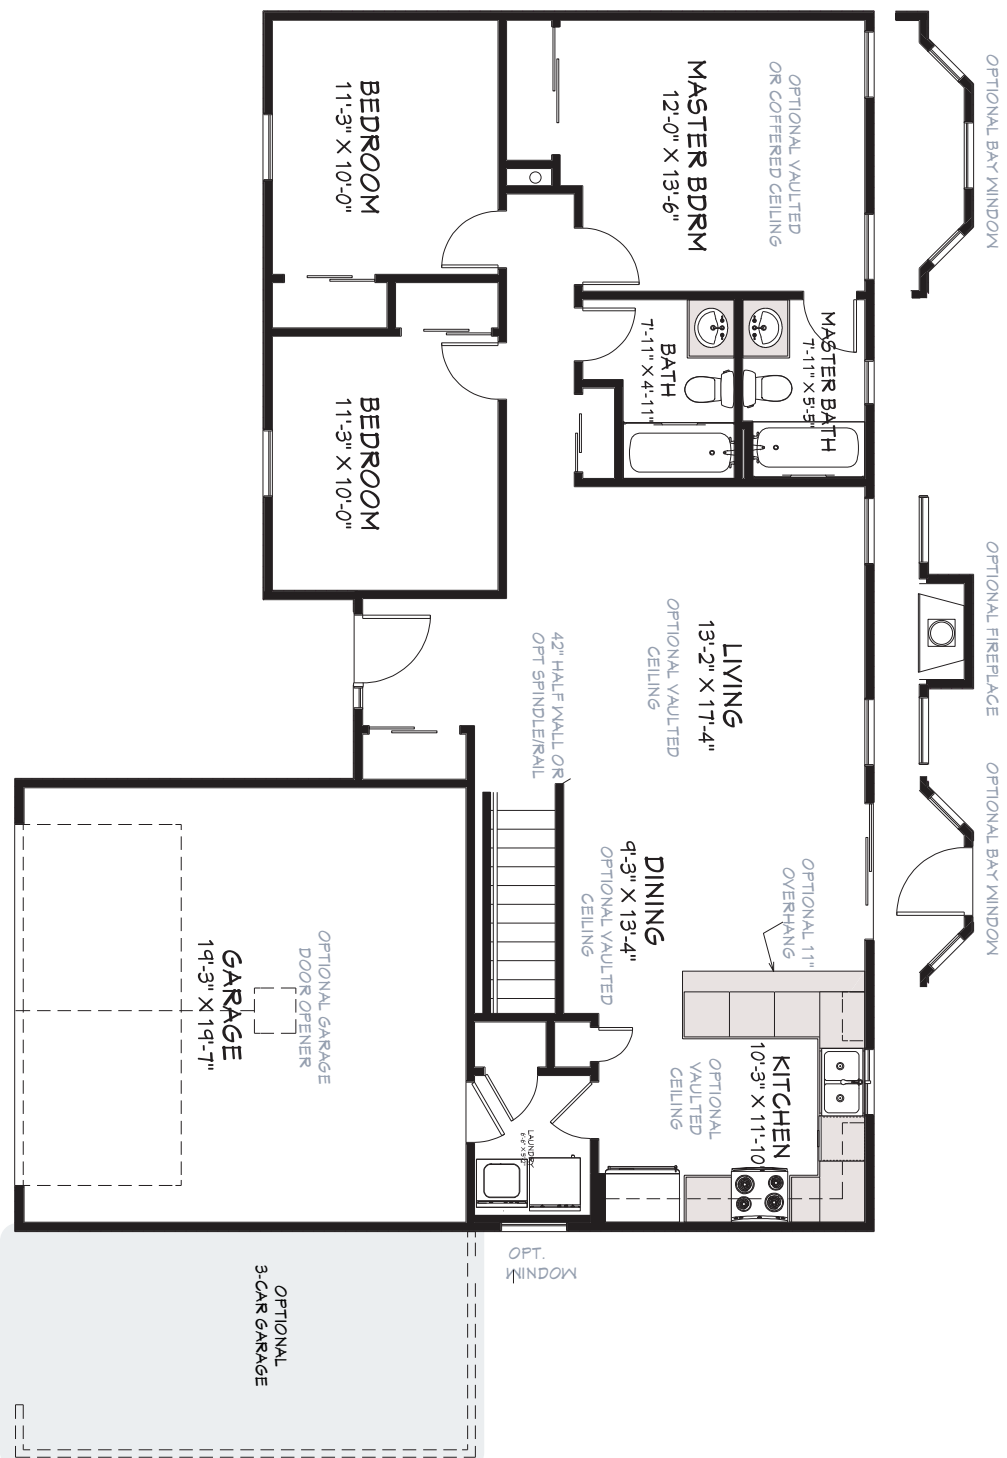 OPTIONAL BAY WINDOW
OPTIONAL VAULTED
OR COFFERED CEILING
MASTER BDRM
12'-0" X 13'-6"
BEDROOM
11'-3" X 10'-0"
MASTER BATH
7'-11" X 5'-5"
BATH
7'-11" X 4'-11"
BEDROOM
11'-3" X 10'-0"
OPTIONAL FIREPLACE
LIVING
13'-2" X 17'-4"
OPTIONAL VAULTED
CEILING
42" HALF WALL OR
OPT SPINDLE/RAIL
OPTIONAL BAY WINDOW
OPTIONAL 11"
OVERHANG
DINING
9'-3" X 13'-4"
OPTIONAL VAULTED
CEILING
KITCHEN
10'-3" X 11'-10"
OPTIONAL
VAULTED
CEILING
LAUNDRY
OPTIONAL GARAGE
DOOR OPENER
GARAGE
19'-3" X 19'-7"
OPT.
WINDOW
OPTIONAL
3-CAR GARAGE